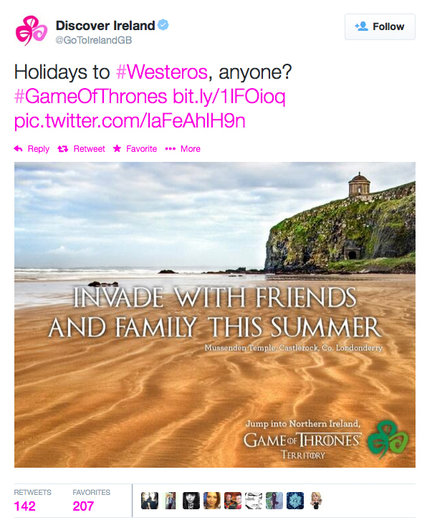 Discover Ireland
@GoToIrelandGB
Follow
Holidays to #Westeros, anyone?
#GameOfThrones bit.ly/1lFOioq
pic.twitter.com/IaFeAhlH9n
Reply Retweet Favorite More
INVADE WITH FRIENDS
AND FAMILY THIS SUMMER
Mussenden Temple, Castlerock, Co. Londonderry
Jump into Northern Ireland,
GAME OF THRONES
TERRITORY
RETWEETS FAVORITES
142 207